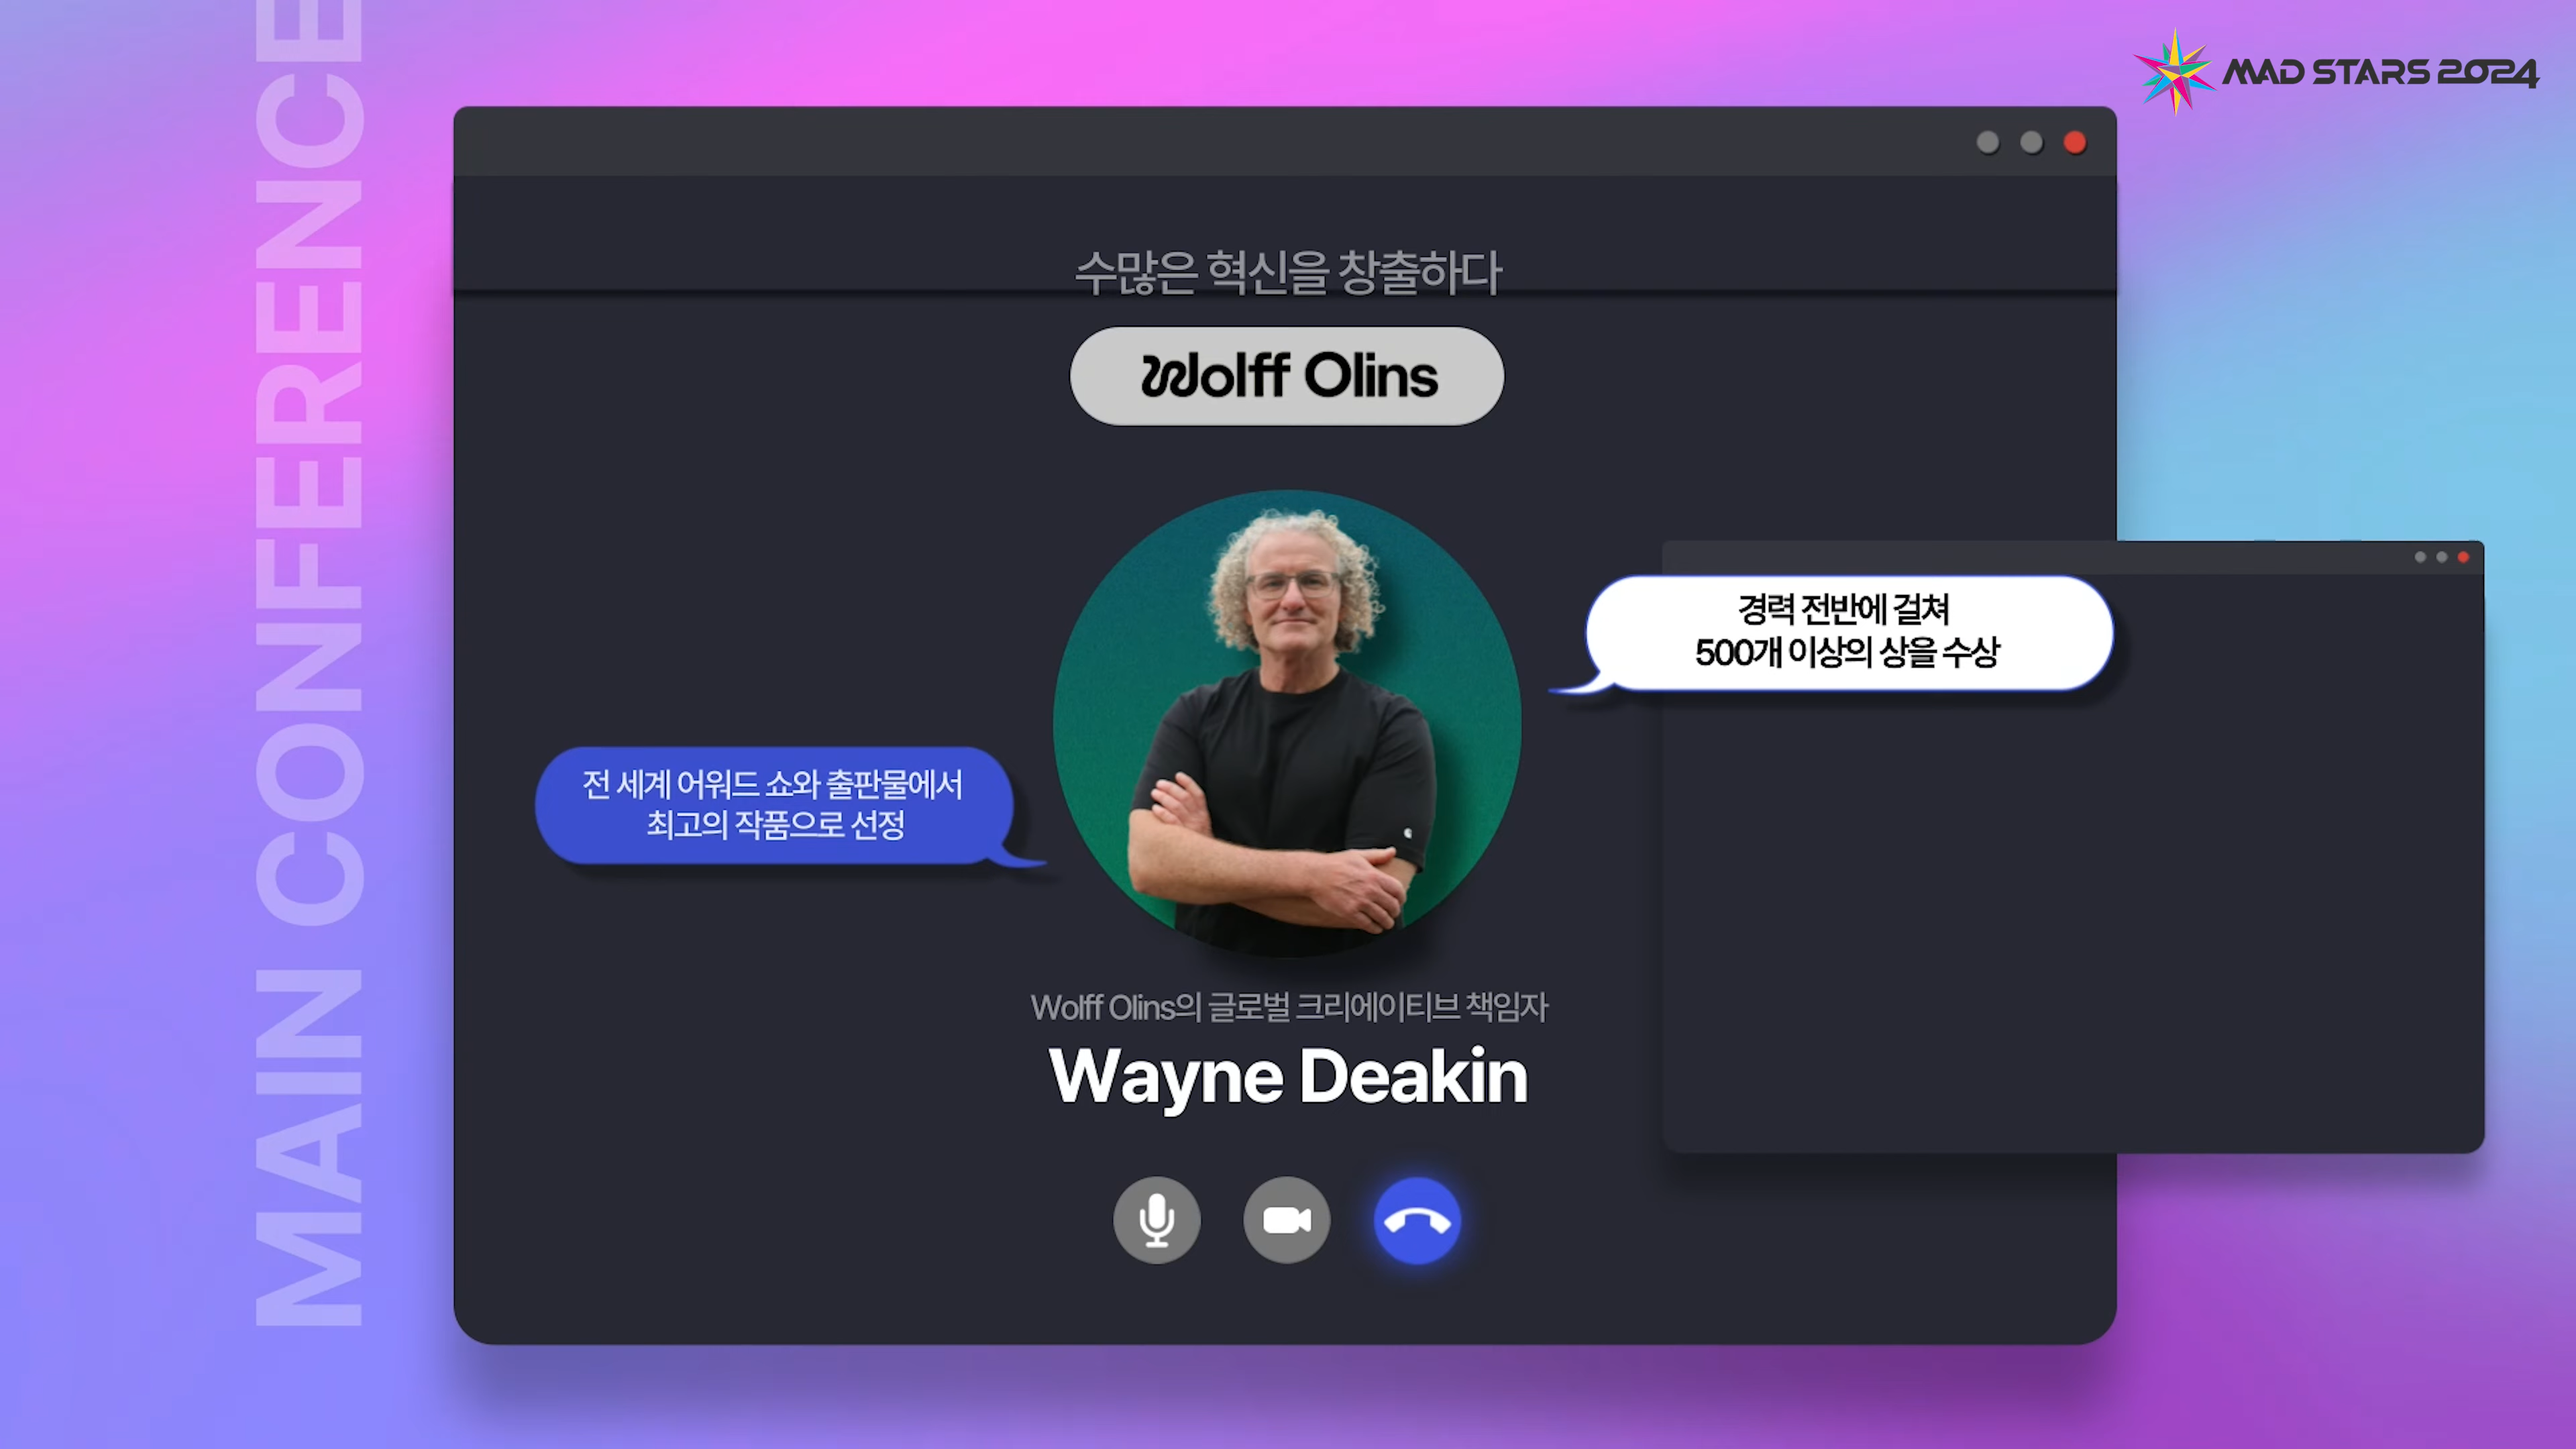 MAIN CONFERENCE
MAD STARS 2024
수많은 혁신을 창출하다
Wolff Olins
경력 전반에 걸쳐
500개 이상의 상을 수상
전 세계 어워드 쇼와 출판물에서
최고의 작품으로 선정
Wolff Olins의 글로벌 크리에이티브 책임자
Wayne Deakin